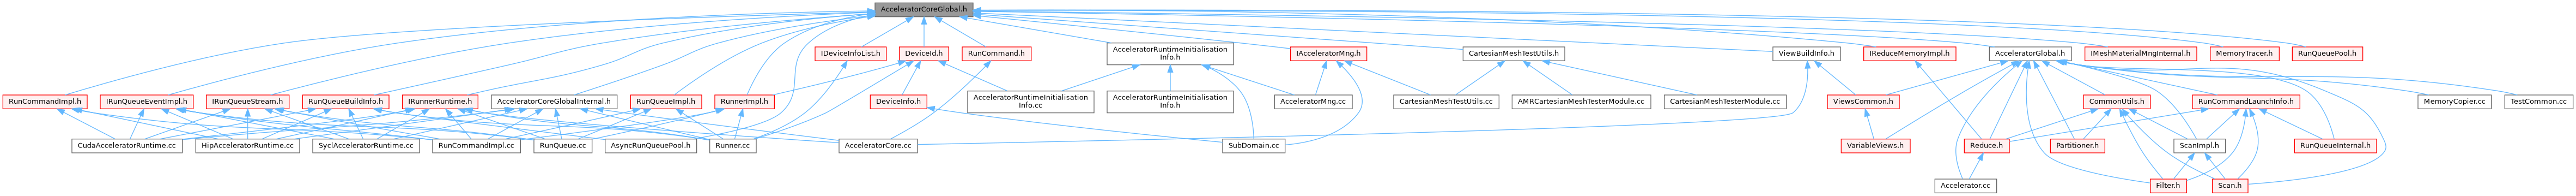 AcceleratorCoreGlobal.h
IDeviceInfoList.h
DeviceId.h
RunCommand.h
AcceleratorRuntimeInitialisation
Info.h
IAcceleratorMng.h
CartesianMeshTestUtils.h
ViewBuildInfo.h
IReduceMemoryImpl.h
AcceleratorGlobal.h
IMeshMaterialMngInternal.h
MemoryTracer.h
RunQueuePool.h
RunCommandImpl.h
IRunQueueEventImpl.h
IRunQueueStream.h
RunQueueBuildInfo.h
IRunnerRuntime.h
AcceleratorCoreGlobalInternal.h
RunQueueImpl.h
RunnerImpl.h
DeviceInfo.h
AcceleratorRuntimeInitialisation
Info.cc
AcceleratorRuntimeInitialisation
Info.h
AcceleratorMng.cc
CartesianMeshTestUtils.cc
AMRCartesianMeshTesterModule.cc
CartesianMeshTesterModule.cc
ViewsCommon.h
CommonUtils.h
RunCommandLaunchInfo.h
MemoryCopier.cc
TestCommon.cc
CudaAcceleratorRuntime.cc
HipAcceleratorRuntime.cc
SyclAcceleratorRuntime.cc
RunCommandImpl.cc
RunQueue.cc
AsyncRunQueuePool.h
Runner.cc
AcceleratorCore.cc
SubDomain.cc
VariableViews.h
Reduce.h
Partitioner.h
ScanImpl.h
RunQueueInternal.h
Accelerator.cc
Filter.h
Scan.h